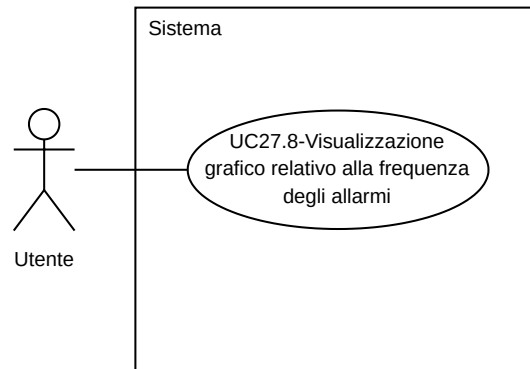 Sistema
UC27.8-Visualizzazione
grafico relativo alla frequenza
degli allarmi
Utente